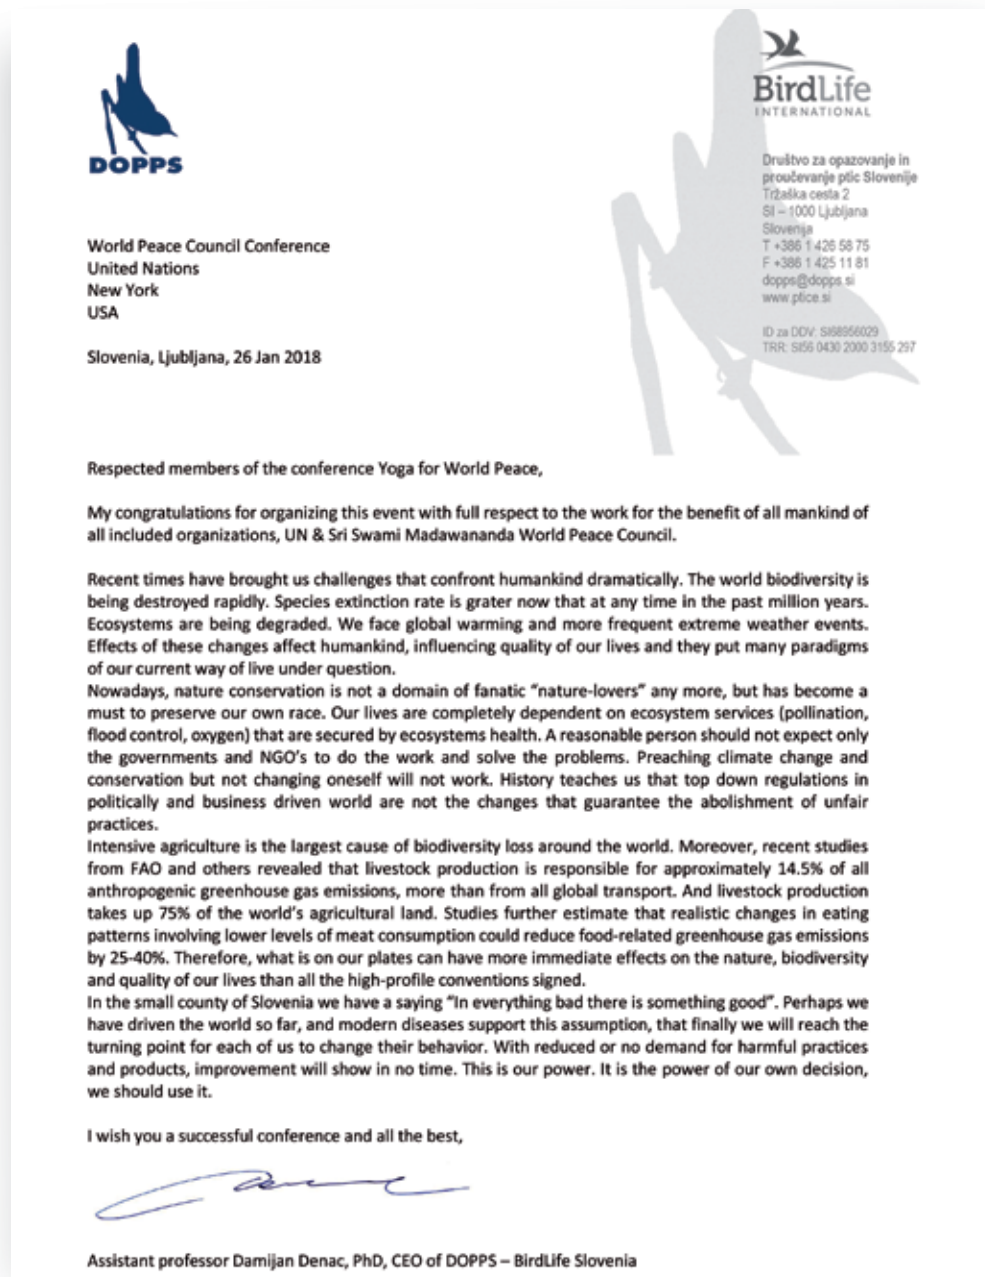 DOPPS
BirdLife
INTERNATIONAL
Društvo za opazovanje in
proučevanje ptic Slovenije
Tržaška cesta 2
SI – 1000 Ljubljana
Slovenija
T +386 1 426 58 75
F +386 1 425 11 81
dopps@dopps.si
www.ptice.si
ID za DDV: SI68956029
TRR: SI56 0430 2000 3155 297
World Peace Council Conference
United Nations
New York
USA
Slovenia, Ljubljana, 26 Jan 2018
Respected members of the conference Yoga for World Peace,
My congratulations for organizing this event with full respect to the work for the benefit of all mankind of
all included organizations, UN & Sri Swami Madawananda World Peace Council.
Recent times have brought us challenges that confront humankind dramatically. The world biodiversity is
being destroyed rapidly. Species extinction rate is grater now that at any time in the past million years.
Ecosystems are being degraded. We face global warming and more frequent extreme weather events.
Effects of these changes affect humankind, influencing quality of our lives and they put many paradigms
of our current way of live under question.
Nowadays, nature conservation is not a domain of fanatic “nature-lovers” any more, but has become a
must to preserve our own race. Our lives are completely dependent on ecosystem services (pollination,
flood control, oxygen) that are secured by ecosystems health. A reasonable person should not expect only
the governments and NGO’s to do the work and solve the problems. Preaching climate change and
conservation but not changing oneself will not work. History teaches us that top down regulations in
politically and business driven world are not the changes that guarantee the abolishment of unfair
practices.
Intensive agriculture is the largest cause of biodiversity loss around the world. Moreover, recent studies
from FAO and others revealed that livestock production is responsible for approximately 14.5% of all
anthropogenic greenhouse gas emissions, more than from all global transport. And livestock production
takes up 75% of the world’s agricultural land. Studies further estimate that realistic changes in eating
patterns involving lower levels of meat consumption could reduce food-related greenhouse gas emissions
by 25-40%. Therefore, what is on our plates can have more immediate effects on the nature, biodiversity
and quality of our lives than all the high-profile conventions signed.
In the small county of Slovenia we have a saying “In everything bad there is something good”. Perhaps we
have driven the world so far, and modern diseases support this assumption, that finally we will reach the
turning point for each of us to change their behavior. With reduced or no demand for harmful practices
and products, improvement will show in no time. This is our power. It is the power of our own decision,
we should use it.
I wish you a successful conference and all the best,
Assistant professor Damijan Denac, PhD, CEO of DOPPS – BirdLife Slovenia